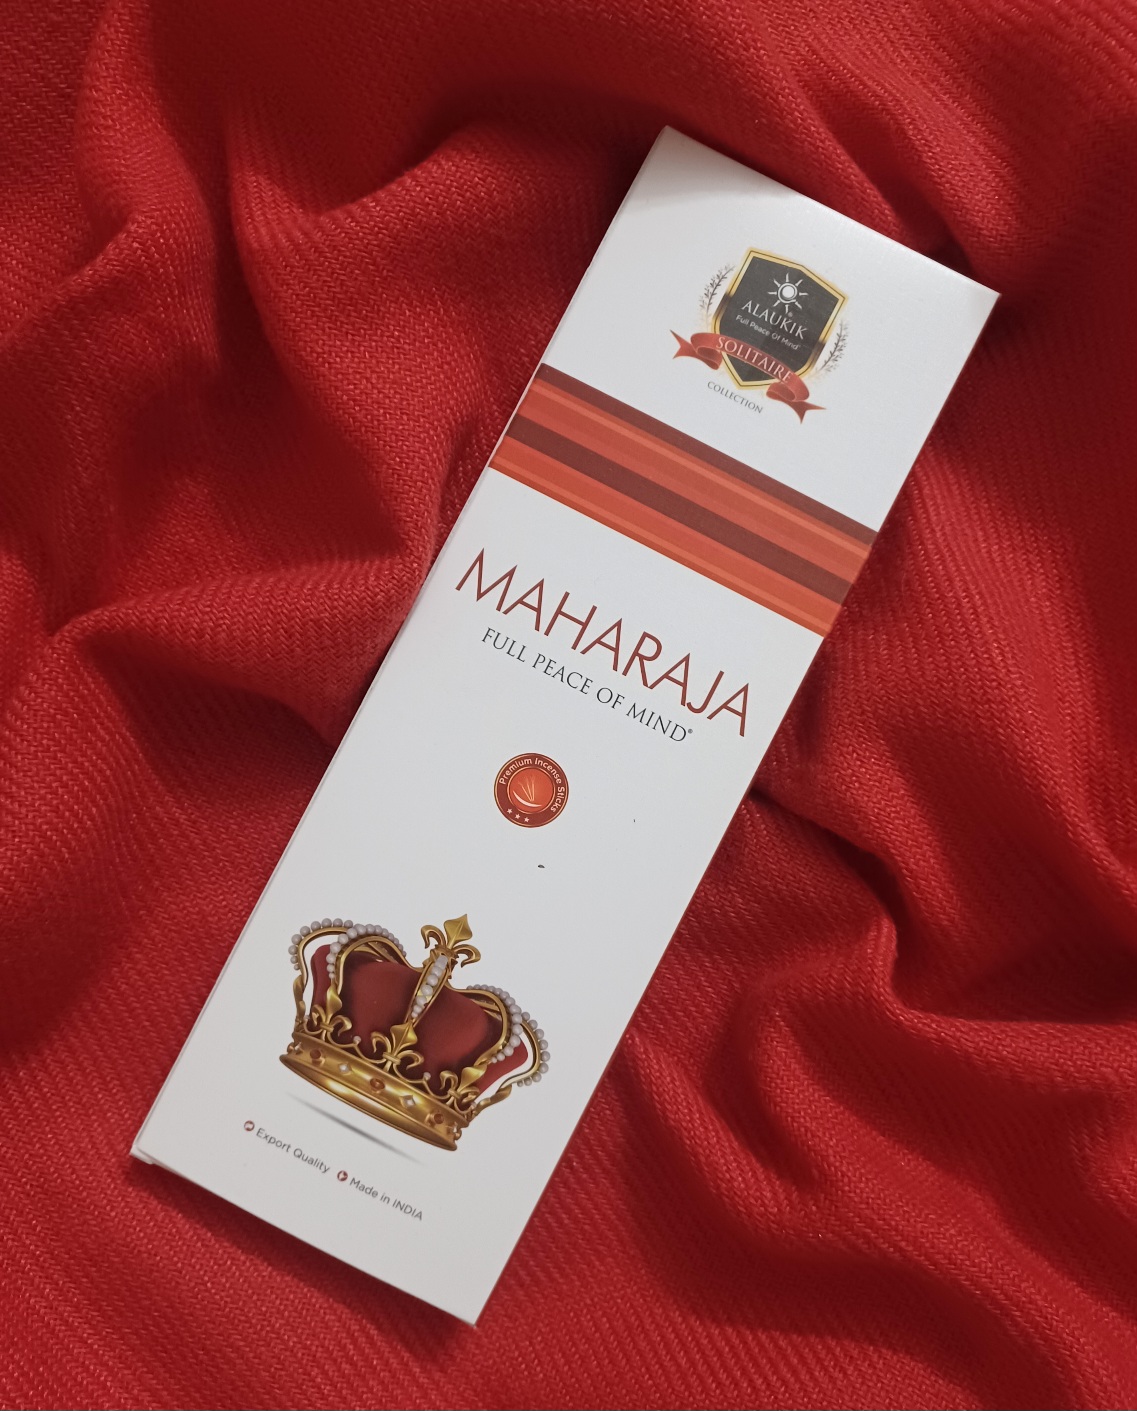 ALAUKIK
Full Peace Of Mind®
SOLITAIRE
COLLECTION
MAHARAJA
FULL PEACE OF MIND®
Premium Incense Sticks
Export Quality Made in INDIA